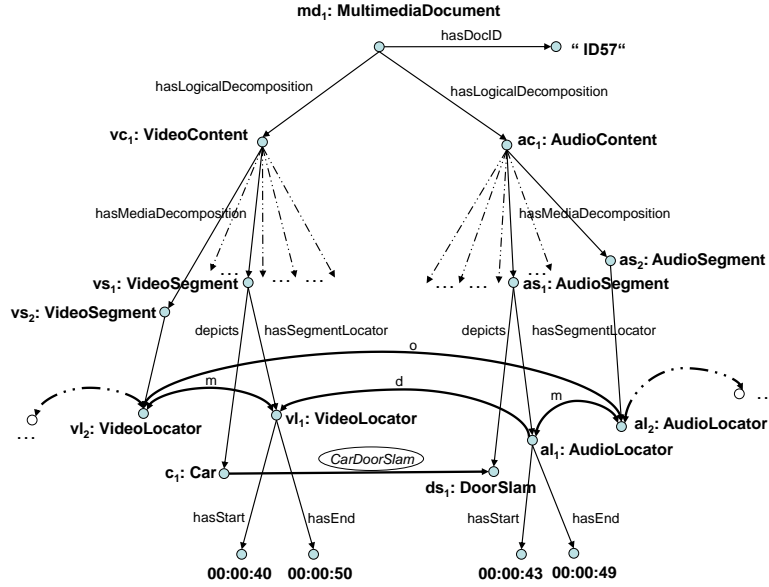 md1: MultimediaDocument
hasDocID
“ ID57“
hasLogicalDecomposition
hasLogicalDecomposition
vc1: VideoContent
ac1: AudioContent
hasMediaDecomposition
hasMediaDecomposition
as2: AudioSegment
... ... ...
... ... ...
vs1: VideoSegment
as1: AudioSegment
vs2: VideoSegment
depicts
hasSegmentLocator
depicts
hasSegmentLocator
o
m
d
m
...
...
vl2: VideoLocator
vl1: VideoLocator
al2: AudioLocator
al1: AudioLocator
CarDoorSlam
c1: Car
ds1: DoorSlam
hasStart
hasEnd
hasStart
hasEnd
00:00:40
00:00:50
00:00:43
00:00:49